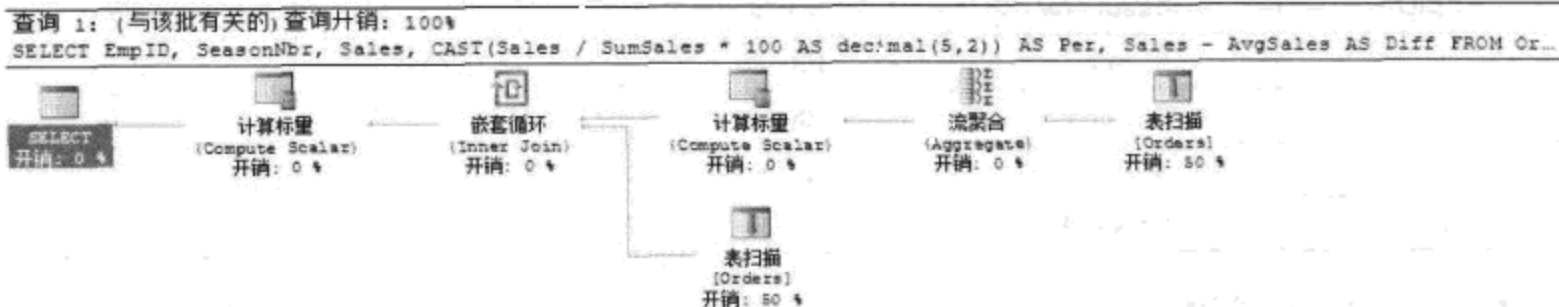 查询 1: (与该批有关的) 查询开销: 100%
SELECT EmpID, SeasonNbr, Sales, CAST(Sales / SumSales * 100 AS decimal(5,2)) AS Per, Sales - AvgSales AS Diff FROM Or...
SELECT
开销: 0 %
计算标量
(Compute Scalar)
开销: 0 %
嵌套循环
(Inner Join)
开销: 0 %
计算标量
(Compute Scalar)
开销: 0 %
流聚合
(Aggregate)
开销: 0 %
表扫描
[Orders]
开销: 50 %
表扫描
[Orders]
开销: 50 %